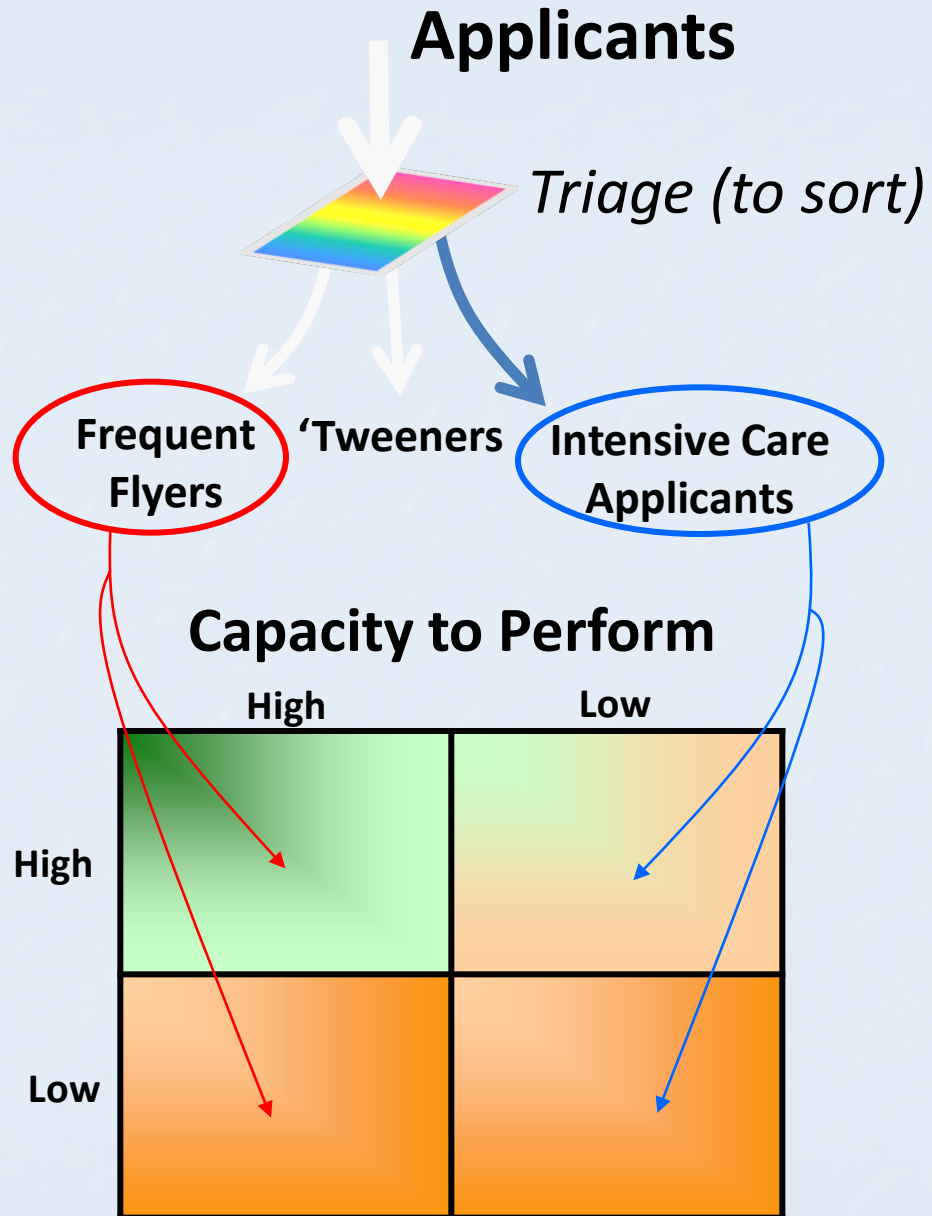 Applicants
Triage (to sort)
Frequent
Flyers
‘Tweeners
Intensive Care
Applicants
Capacity to Perform
High
Low
High
Low